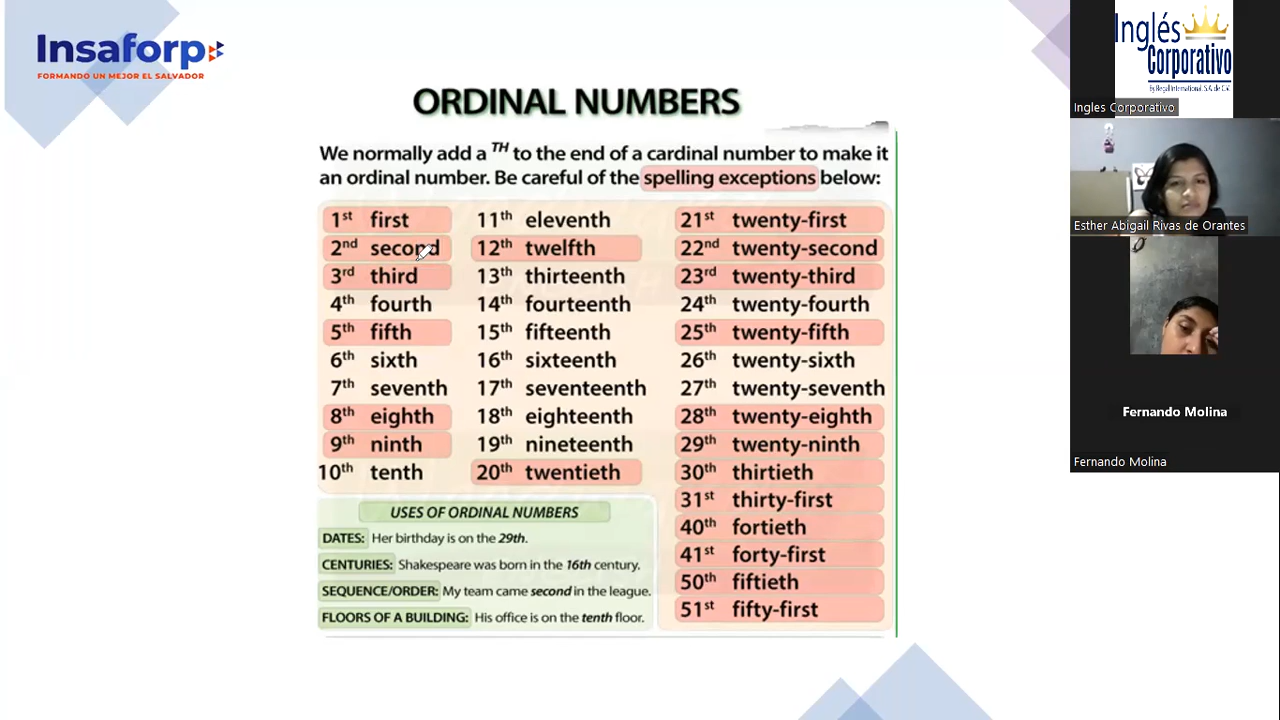 Insaforp
FORMANDO UN MEJOR EL SALVADOR
ORDINAL NUMBERS
We normally add a TH to the end of a cardinal number to make it
an ordinal number. Be careful of the spelling exceptions below:
1st first
2nd second
3rd third
4th fourth
5th fifth
6th sixth
7th seventh
8th eighth
9th ninth
10th tenth
11th eleventh
12th twelfth
13th thirteenth
14th fourteenth
15th fifteenth
16th sixteenth
17th seventeenth
18th eighteenth
19th nineteenth
20th twentieth
21st twenty-first
22nd twenty-second
23rd twenty-third
24th twenty-fourth
25th twenty-fifth
26th twenty-sixth
27th twenty-seventh
28th twenty-eighth
29th twenty-ninth
30th thirtieth
31st thirty-first
40th fortieth
41st forty-first
50th fiftieth
51st fifty-first
USES OF ORDINAL NUMBERS
DATES: Her birthday is on the 29th.
CENTURIES: Shakespeare was born in the 16th century.
SEQUENCE/ORDER: My team came second in the league.
FLOORS OF A BUILDING: His office is on the tenth floor.
Inglés
Corporativo
By Regal International, S.A. de C.V.
Ingles Corporativo
Esther Abigail Rivas de Orantes
Fernando Molina
Fernando Molina